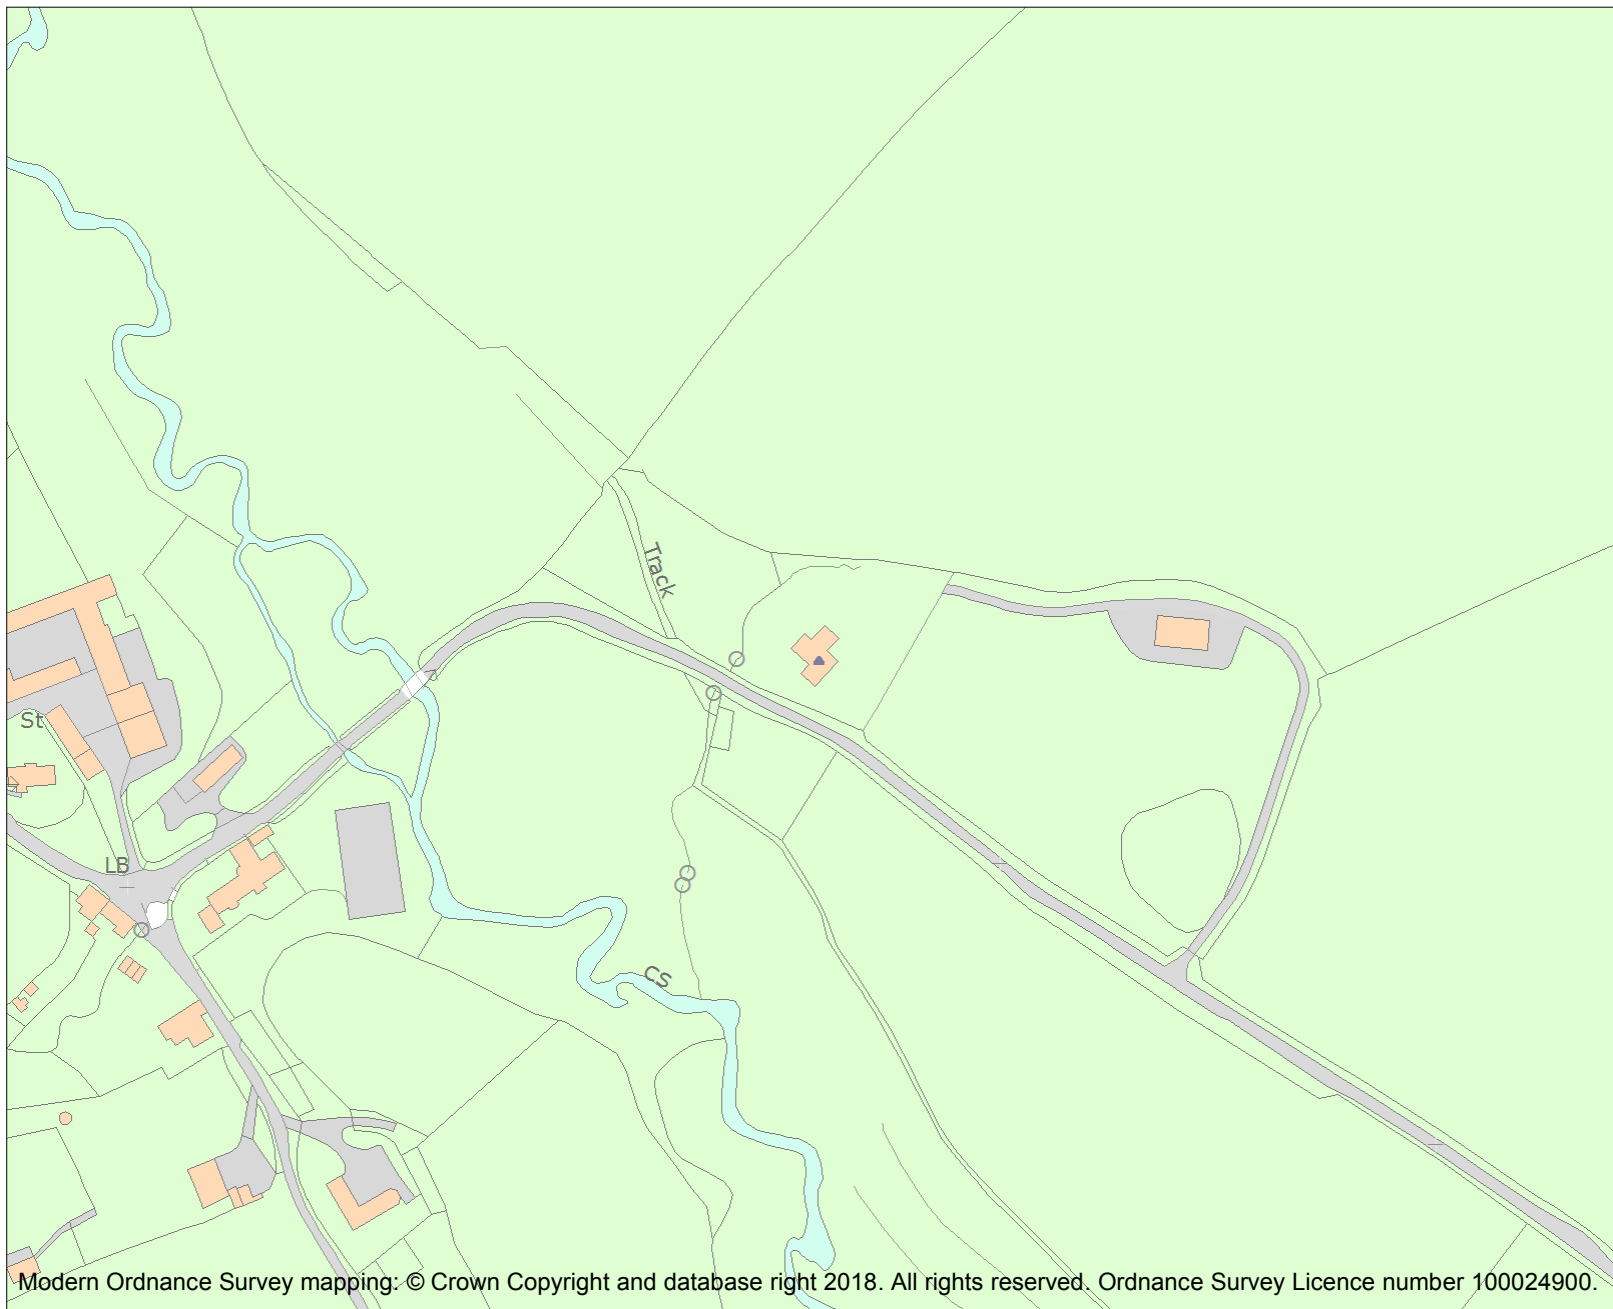 Track
St
LB
CS
Modern Ordnance Survey mapping: © Crown Copyright and database right 2018. All rights reserved. Ordnance Survey Licence number 100024900.